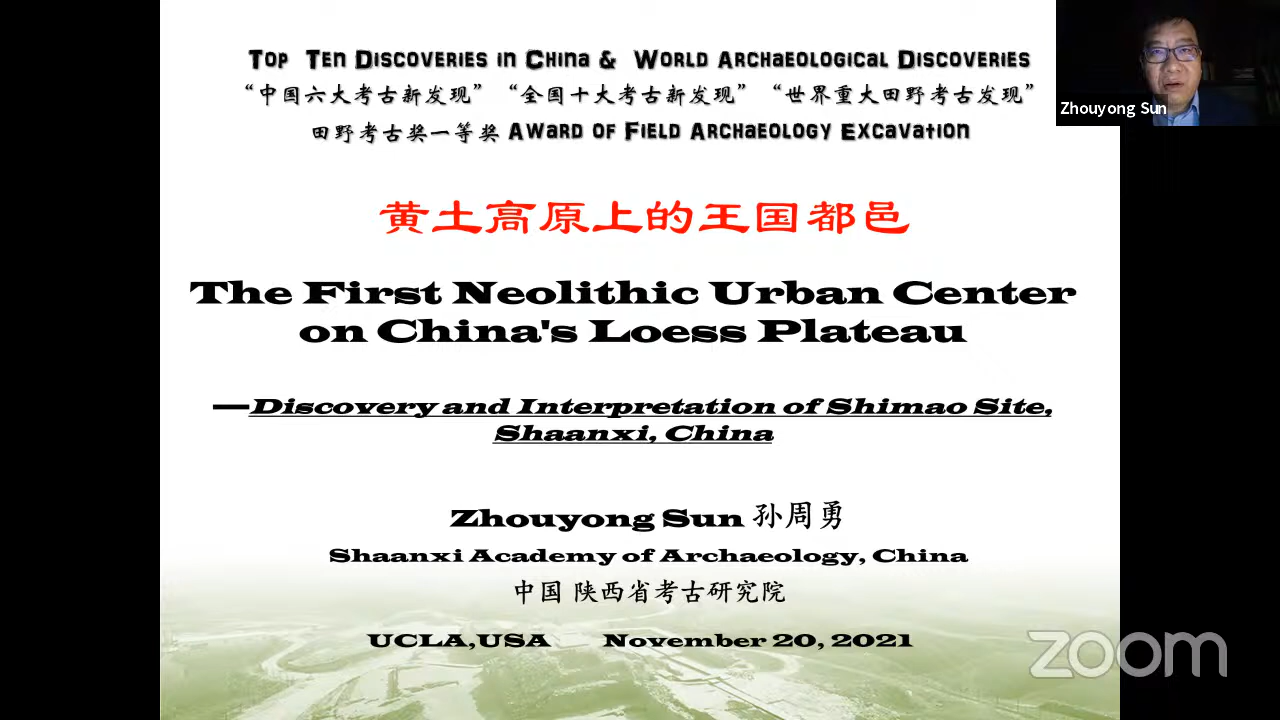 Top Ten Discoveries in China & World Archaeological Discoveries
“中国六大考古新发现” “全国十大考古新发现” “世界重大田野考古发现”
田野考古奖一等奖 Award of Field Archaeology Excavation
Zhouyong Sun
黄土高原上的王国都邑
The First Neolithic Urban Center
on China's Loess Plateau
—Discovery and Interpretation of Shimao Site,
Shaanxi, China
Zhouyong Sun 孙周勇
Shaanxi Academy of Archaeology, China
中国 陕西省考古研究院
UCLA,USA November 20, 2021
zoom